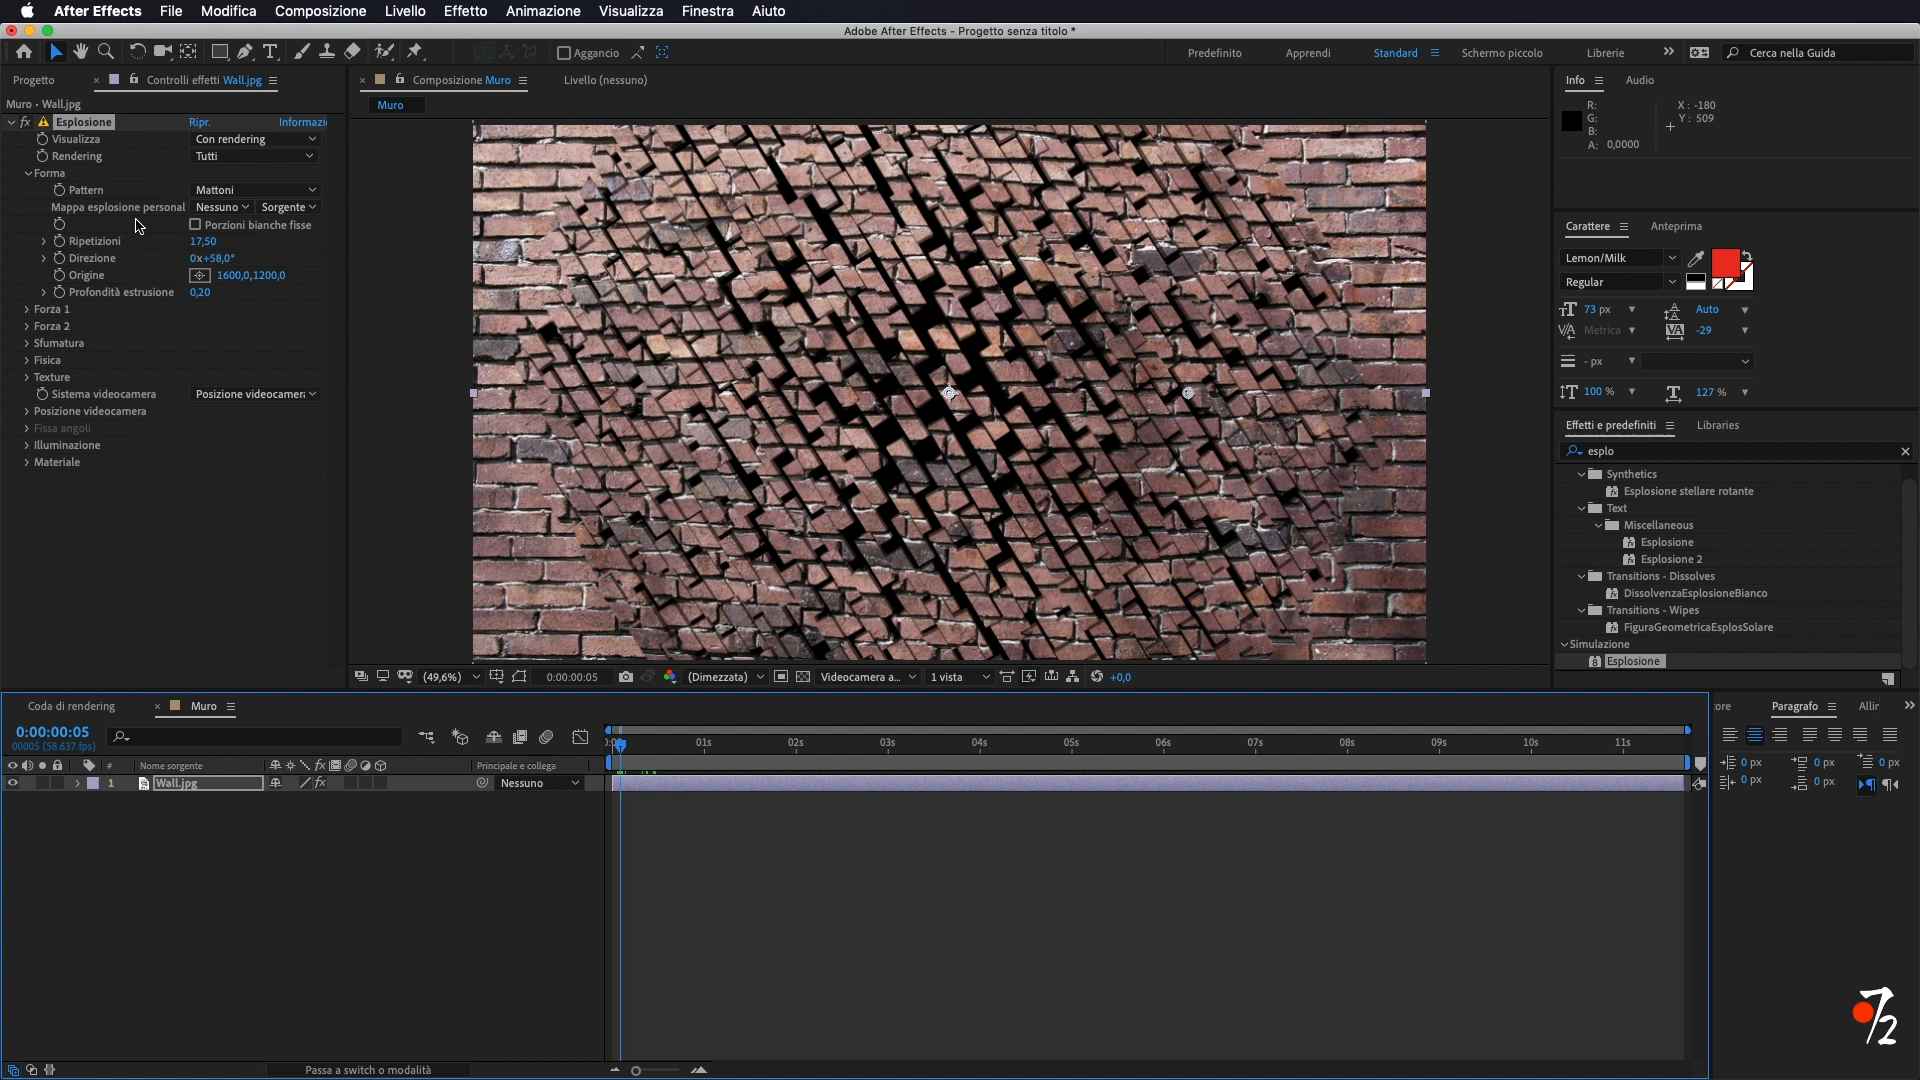 After Effects File Modifica Composizione Livello Effetto Animazione Visualizza Finestra Aiuto
Adobe After Effects - Progetto senza titolo *
Aggancio Predefinito Apprendi Standard Schermo piccolo Librerie Cerca nella Guida
Progetto × Controlli effetti Wall.jpg
Muro • Wall.jpg
fx Esplosione Ripr. Informazi
Visualizza Con rendering
Rendering Tutti
Forma
Pattern Mattoni
Mappa esplosione personal Nessuno Sorgente
Porzioni bianche fisse
Ripetizioni 17,50
Direzione 0x+58,0°
Origine 1600,0,1200,0
Profondità estrusione 0,20
Forza 1
Forza 2
Sfumatura
Fisica
Texture
Sistema videocamera Posizione videocamera
Posizione videocamera
Fissa angoli
Illuminazione
Materiale
× Composizione Muro Livello (nessuno)
Muro
(49,6%) 0:00:00:05 (Dimezzata) Videocamera a... 1 vista +0,0
Info Audio
R: X: -180
G: Y: 509
B:
A: 0,0000
Carattere Anteprima
Lemon/Milk
Regular
73 px Auto
Metrica -29
- px
100 % 127 %
Effetti e predefiniti Libraries
esplo
Synthetics
Esplosione stellare rotante
Text
Miscellaneous
Esplosione
Esplosione 2
Transitions - Dissolves
DissolvenzaEsplosioneBianco
Transitions - Wipes
FiguraGeometricaEsplosSolare
Simulazione
Esplosione
Coda di rendering × Muro
0:00:00:05
00005 (58.637 fps)
01s 02s 03s 04s 05s 06s 07s 08s 09s 10s 11s
# Nome sorgente fx Principale e collega
1 Wall.jpg fx Nessuno
Passa a switch o modalità
ore Paragrafo Allir
0 px 0 px 0 px
0 px 0 px
7/2